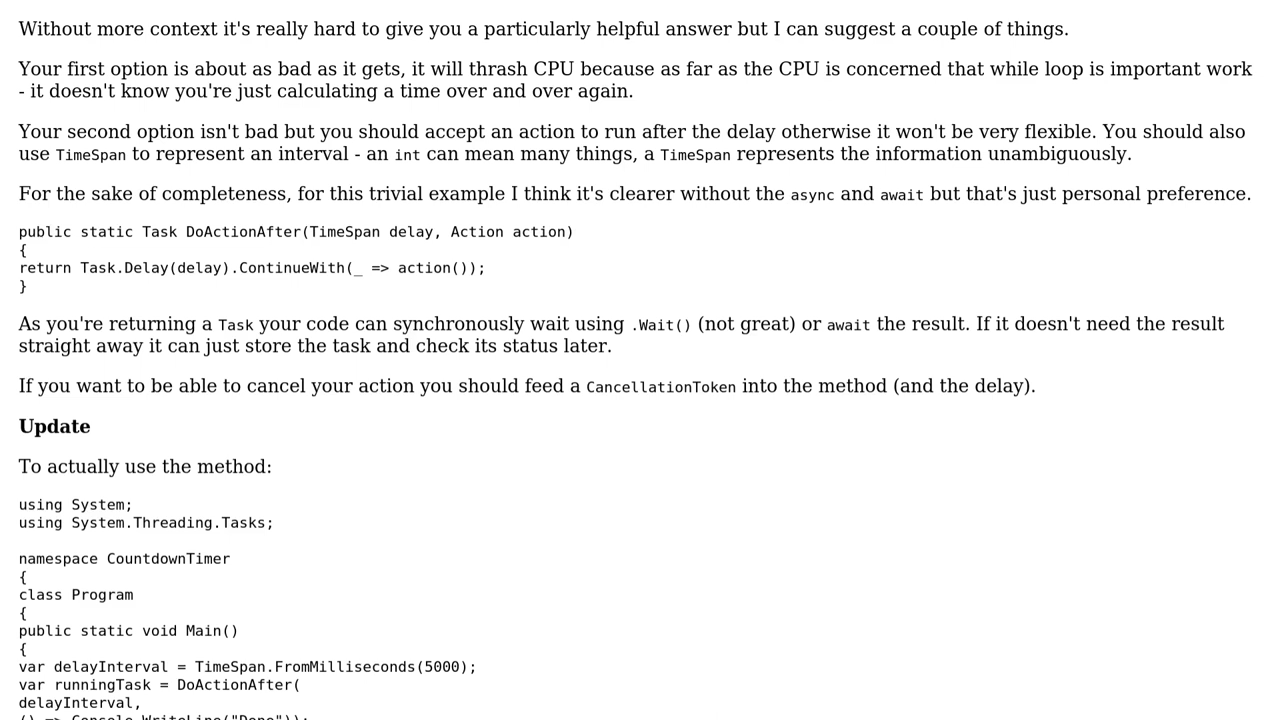 Without more context it's really hard to give you a particularly helpful answer but I can suggest a couple of things.
Your first option is about as bad as it gets, it will thrash CPU because as far as the CPU is concerned that while loop is important work
- it doesn't know you're just calculating a time over and over again.
Your second option isn't bad but you should accept an action to run after the delay otherwise it won't be very flexible. You should also
use TimeSpan to represent an interval - an int can mean many things, a TimeSpan represents the information unambiguously.
For the sake of completeness, for this trivial example I think it's clearer without the async and await but that's just personal preference.
public static Task DoActionAfter(TimeSpan delay, Action action)
{
return Task.Delay(delay).ContinueWith(_ => action());
}
As you're returning a Task your code can synchronously wait using .Wait() (not great) or await the result. If it doesn't need the result
straight away it can just store the task and check its status later.
If you want to be able to cancel your action you should feed a CancellationToken into the method (and the delay).
Update
To actually use the method:
using System;
using System.Threading.Tasks;
namespace CountdownTimer
{
class Program
{
public static void Main()
{
var delayInterval = TimeSpan.FromMilliseconds(5000);
var runningTask = DoActionAfter(
delayInterval,
() => Console.WriteLine("Done"));